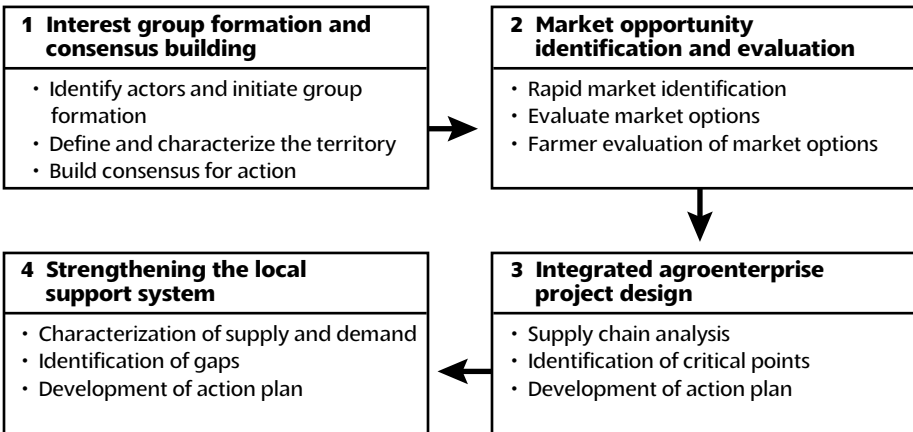 1 Interest group formation and
consensus building
• Identify actors and initiate group
formation
• Define and characterize the territory
• Build consensus for action
2 Market opportunity
identification and evaluation
• Rapid market identification
• Evaluate market options
• Farmer evaluation of market options
3 Integrated agroenterprise
project design
• Supply chain analysis
• Identification of critical points
• Development of action plan
4 Strengthening the local
support system
• Characterization of supply and demand
• Identification of gaps
• Development of action plan